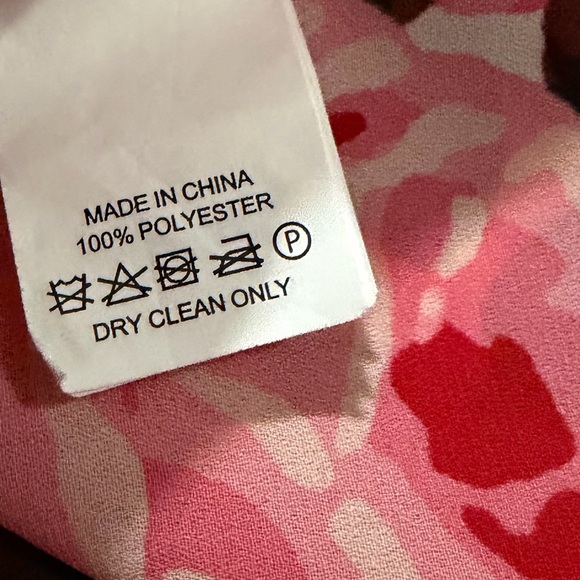 MADE IN CHINA
100% POLYESTER
P
DRY CLEAN ONLY